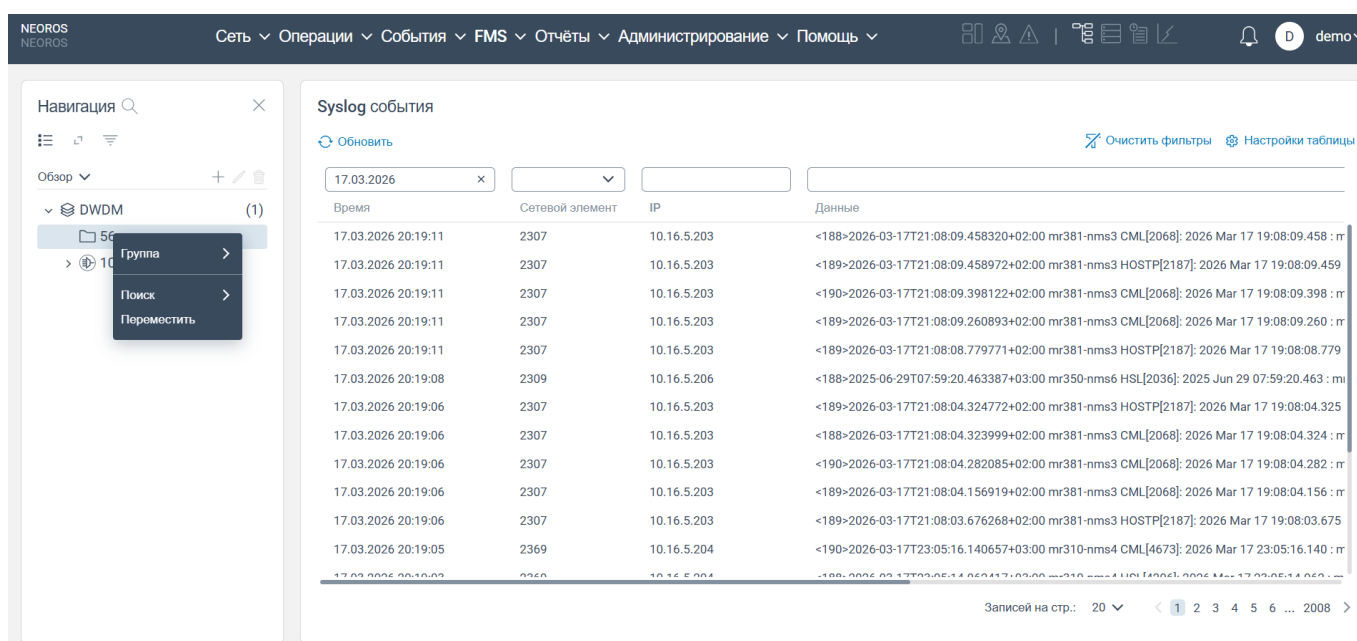 NEOROS
NEOROS
Сеть Операции События FMS Отчёты Администрирование Помощь
D demo
Навигация
Обзор
DWDM (1)
56
10
Группа
Поиск
Переместить
Syslog события
Обновить
Очистить фильтры Настройки таблицы
17.03.2026 ×
Время Сетевой элемент IP Данные
17.03.2026 20:19:11 2307 10.16.5.203 <188>2026-03-17T21:08:09.458320+02:00 mr381-nms3 CML[2068]: 2026 Mar 17 19:08:09.458 : m
17.03.2026 20:19:11 2307 10.16.5.203 <189>2026-03-17T21:08:09.458972+02:00 mr381-nms3 HOSTP[2187]: 2026 Mar 17 19:08:09.459
17.03.2026 20:19:11 2307 10.16.5.203 <190>2026-03-17T21:08:09.398122+02:00 mr381-nms3 CML[2068]: 2026 Mar 17 19:08:09.398 : m
17.03.2026 20:19:11 2307 10.16.5.203 <189>2026-03-17T21:08:09.260893+02:00 mr381-nms3 CML[2068]: 2026 Mar 17 19:08:09.260 : m
17.03.2026 20:19:11 2307 10.16.5.203 <189>2026-03-17T21:08:08.779771+02:00 mr381-nms3 HOSTP[2187]: 2026 Mar 17 19:08:08.779
17.03.2026 20:19:08 2309 10.16.5.206 <188>2025-06-29T07:59:20.463387+03:00 mr350-nms6 HSL[2036]: 2025 Jun 29 07:59:20.463 : m
17.03.2026 20:19:06 2307 10.16.5.203 <189>2026-03-17T21:08:04.324772+02:00 mr381-nms3 HOSTP[2187]: 2026 Mar 17 19:08:04.325
17.03.2026 20:19:06 2307 10.16.5.203 <188>2026-03-17T21:08:04.323999+02:00 mr381-nms3 CML[2068]: 2026 Mar 17 19:08:04.324 : m
17.03.2026 20:19:06 2307 10.16.5.203 <190>2026-03-17T21:08:04.282085+02:00 mr381-nms3 CML[2068]: 2026 Mar 17 19:08:04.282 : m
17.03.2026 20:19:06 2307 10.16.5.203 <189>2026-03-17T21:08:04.156919+02:00 mr381-nms3 CML[2068]: 2026 Mar 17 19:08:04.156 : m
17.03.2026 20:19:06 2307 10.16.5.203 <189>2026-03-17T21:08:03.676268+02:00 mr381-nms3 HOSTP[2187]: 2026 Mar 17 19:08:03.675
17.03.2026 20:19:05 2369 10.16.5.204 <190>2026-03-17T23:05:16.140657+03:00 mr310-nms4 CML[4673]: 2026 Mar 17 23:05:16.140 : m
17.03.2026 20:19:03 2369 10.16.5.204
Записей на стр.: 20 1 2 3 4 5 6 ... 2008